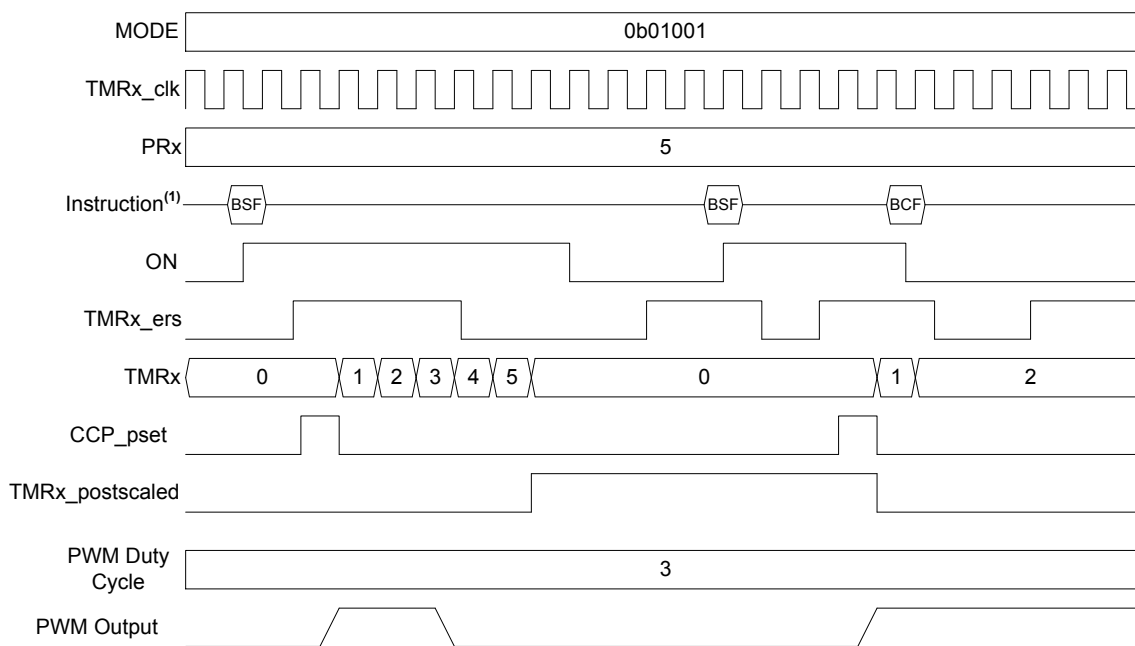 MODE 0b01001
TMRx_clk
PRx 5
Instruction(1) BSF BSF BCF
ON
TMRx_ers
TMRx 0 1 2 3 4 5 0 1 2
CCP_pset
TMRx_postscaled
PWM Duty
Cycle 3
PWM Output